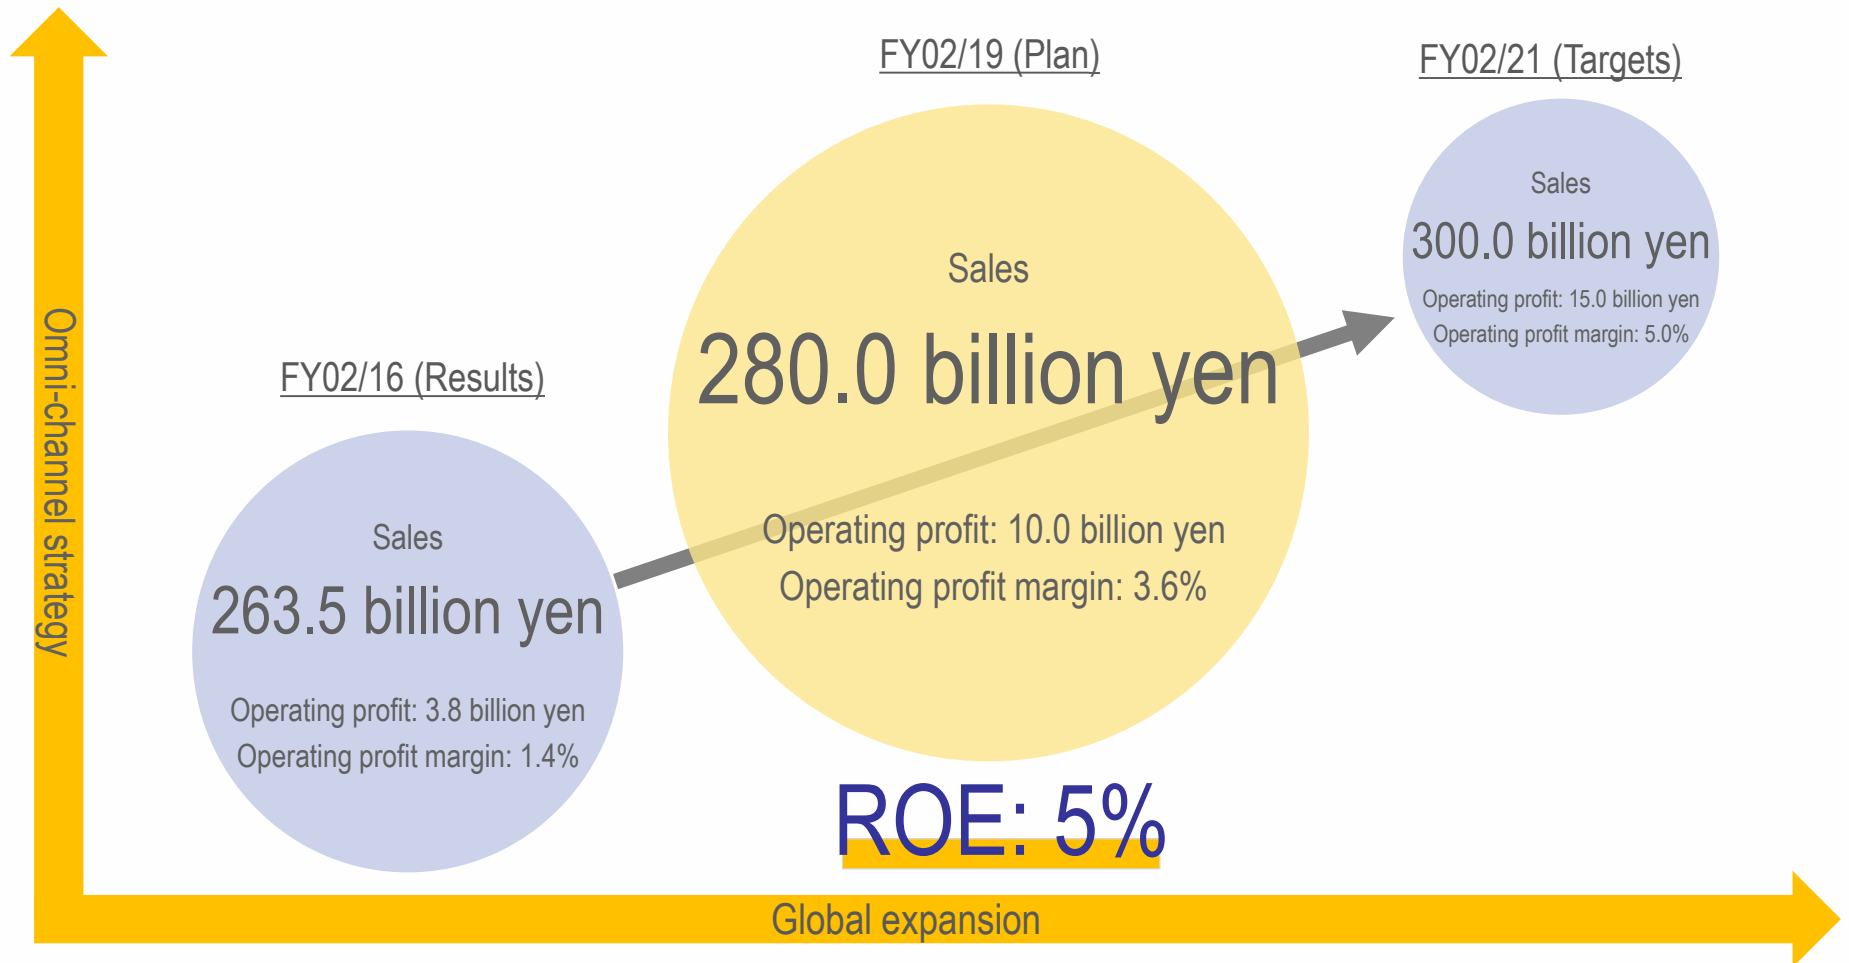 Omni-channel strategy
FY02/16 (Results)
Sales
263.5 billion yen
Operating profit: 3.8 billion yen
Operating profit margin: 1.4%
FY02/19 (Plan)
Sales
280.0 billion yen
Operating profit: 10.0 billion yen
Operating profit margin: 3.6%
ROE: 5%
FY02/21 (Targets)
Sales
300.0 billion yen
Operating profit: 15.0 billion yen
Operating profit margin: 5.0%
Global expansion